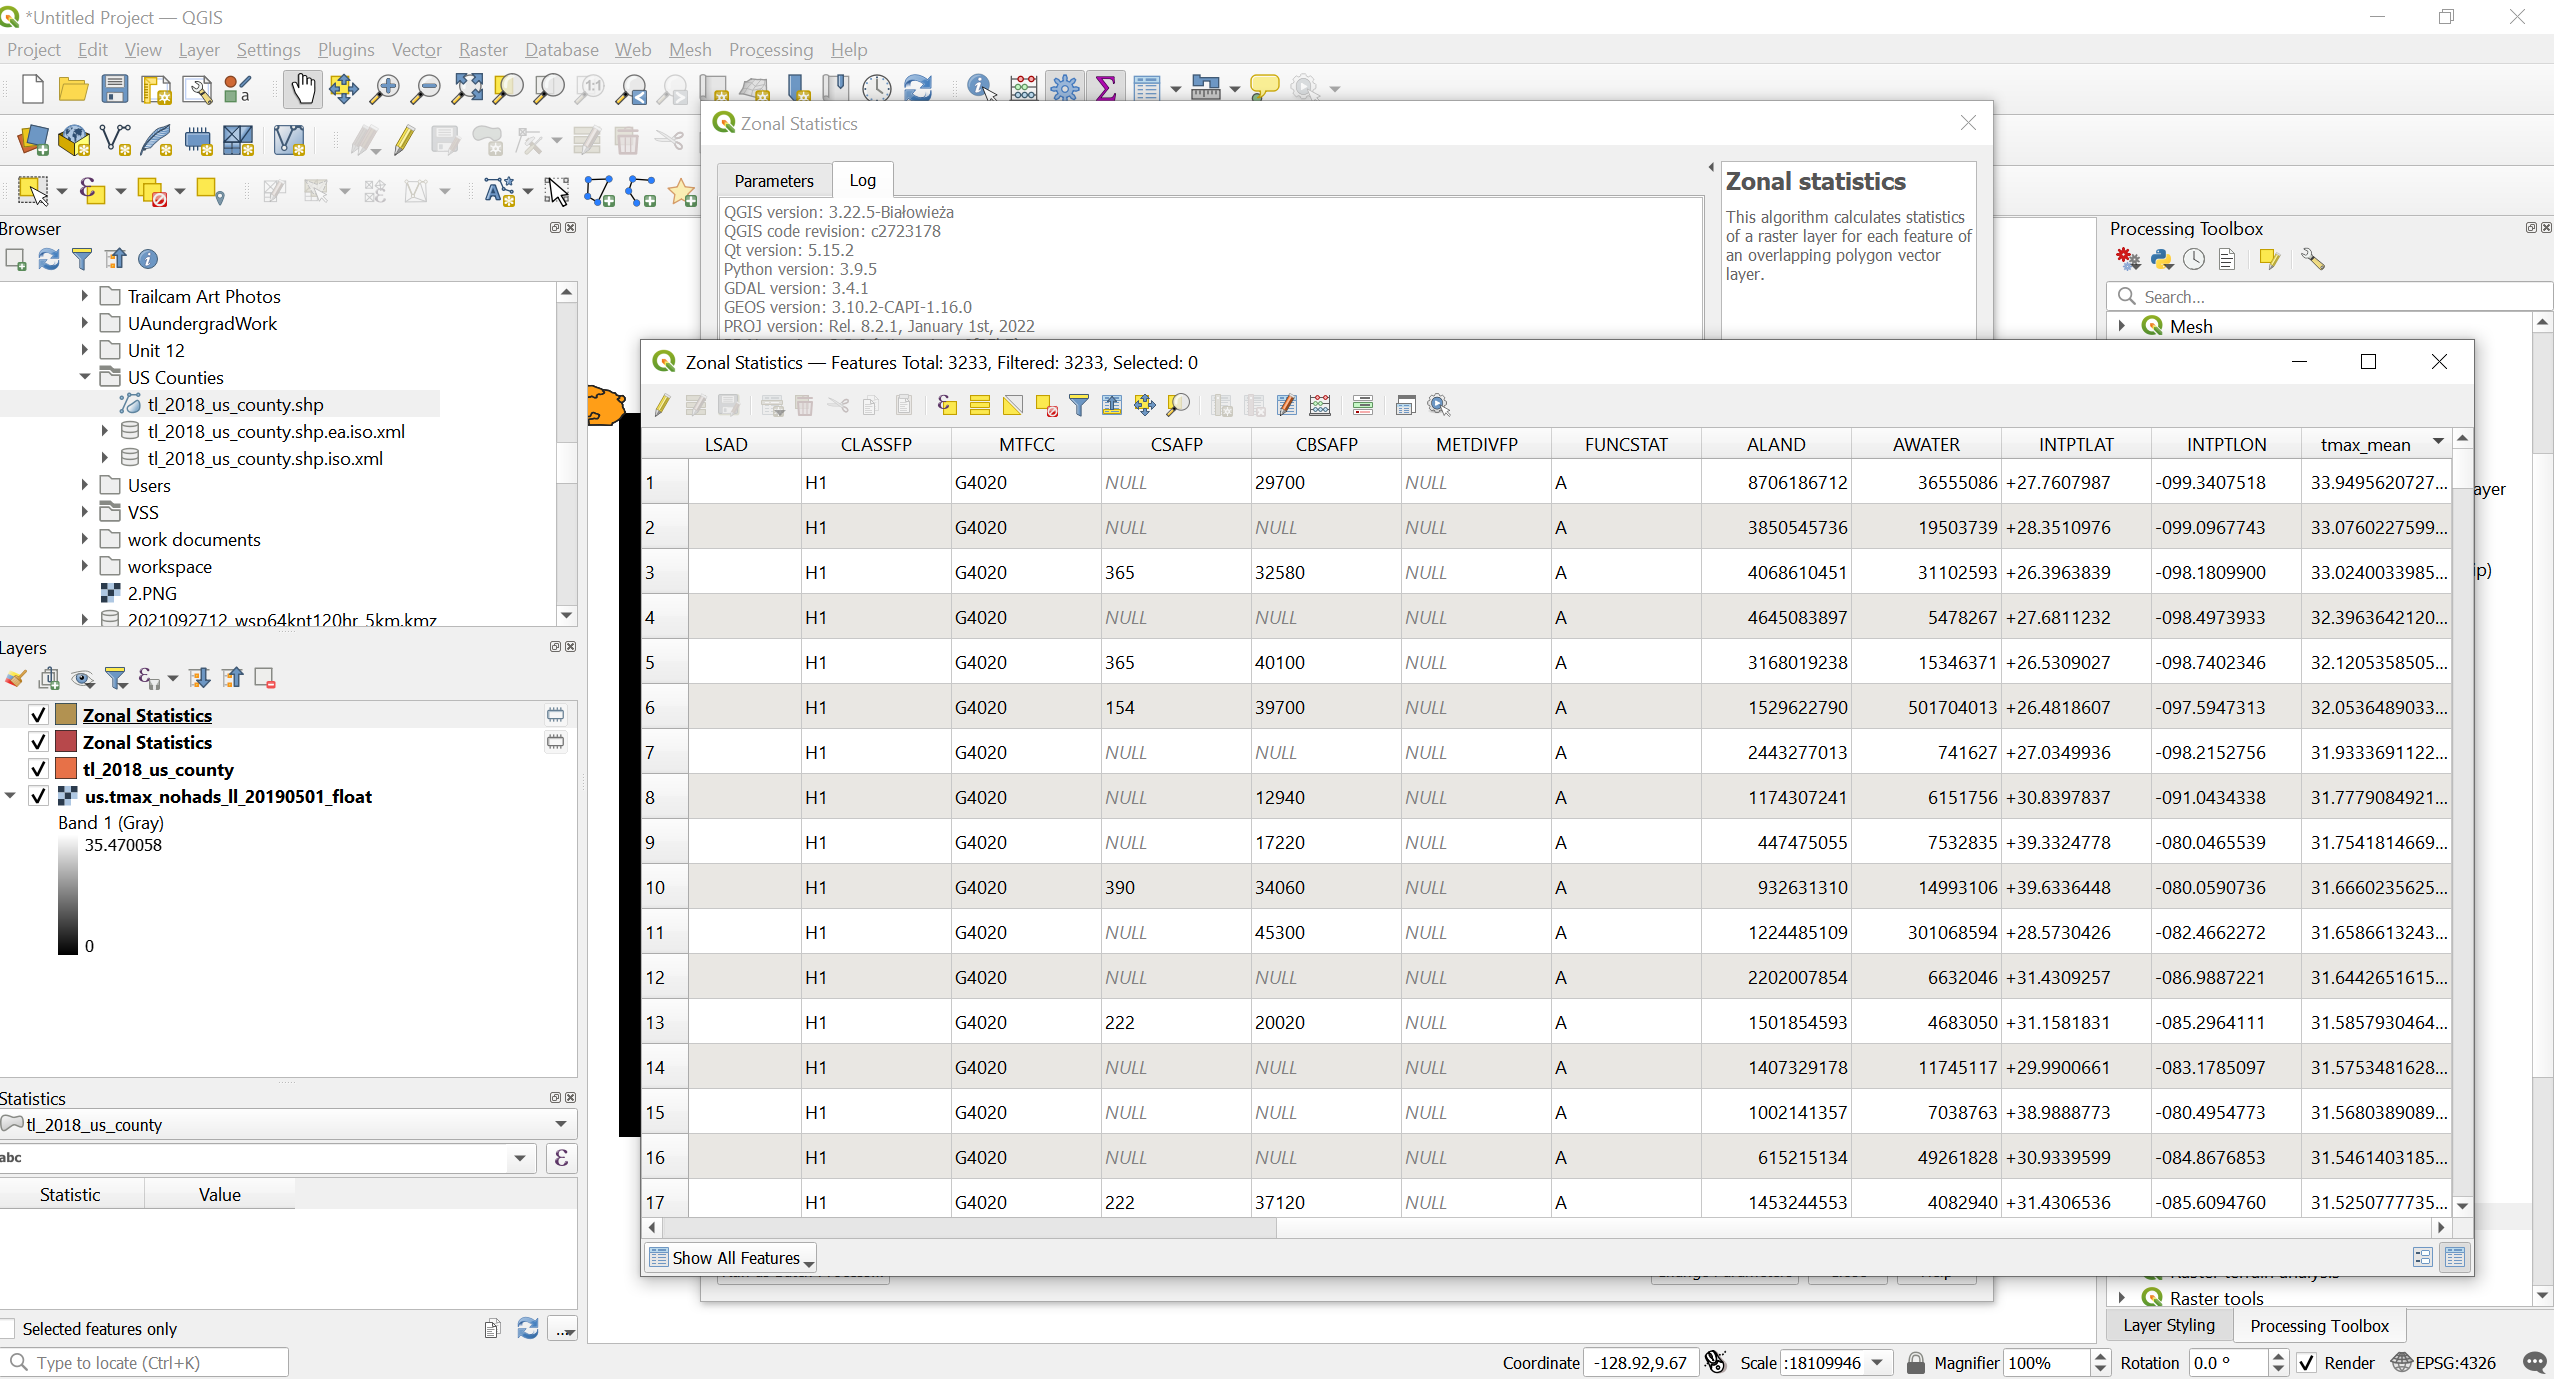 *Untitled Project — QGIS
Project Edit View Layer Settings Plugins Vector Raster Database Web Mesh Processing Help
Zonal Statistics
Parameters Log
QGIS version: 3.22.5-Białowieża
QGIS code revision: c2723178
Qt version: 5.15.2
Python version: 3.9.5
GDAL version: 3.4.1
GEOS version: 3.10.2-CAPI-1.16.0
PROJ version: Rel. 8.2.1, January 1st, 2022
Zonal statistics
This algorithm calculates statistics
of a raster layer for each feature of
an overlapping polygon vector
layer.
Browser
Trailcam Art Photos
UAundergradWork
Unit 12
US Counties
tl_2018_us_county.shp
tl_2018_us_county.shp.ea.iso.xml
tl_2018_us_county.shp.iso.xml
Users
VSS
work documents
workspace
2.PNG
2021092712_wsp64knt120hr_5km.kmz
Layers
Zonal Statistics
Zonal Statistics
tl_2018_us_county
us.tmax_nohads_ll_20190501_float
Band 1 (Gray)
35.470058
0
Statistics
tl_2018_us_county
abc
Statistic Value
Selected features only
Type to locate (Ctrl+K)
Zonal Statistics — Features Total: 3233, Filtered: 3233, Selected: 0
LSAD CLASSFP MTFCC CSAFP CBSAFP METDIVFP FUNCSTAT ALAND AWATER INTPTLAT INTPTLON tmax_mean
1 H1 G4020 NULL 29700 NULL A 8706186712 36555086 +27.7607987 -099.3407518 33.9495620727...
2 H1 G4020 NULL NULL NULL A 3850545736 19503739 +28.3510976 -099.0967743 33.0760227599...
3 H1 G4020 365 32580 NULL A 4068610451 31102593 +26.3963839 -098.1809900 33.0240033985...
4 H1 G4020 NULL NULL NULL A 4645083897 5478267 +27.6811232 -098.4973933 32.3963642120...
5 H1 G4020 365 40100 NULL A 3168019238 15346371 +26.5309027 -098.7402346 32.1205358505...
6 H1 G4020 154 39700 NULL A 1529622790 501704013 +26.4818607 -097.5947313 32.0536489033...
7 H1 G4020 NULL NULL NULL A 2443277013 741627 +27.0349936 -098.2152756 31.9333691122...
8 H1 G4020 NULL 12940 NULL A 1174307241 6151756 +30.8397837 -091.0434338 31.7779084921...
9 H1 G4020 NULL 17220 NULL A 447475055 7532835 +39.3324778 -080.0465539 31.7541814669...
10 H1 G4020 390 34060 NULL A 932631310 14993106 +39.6336448 -080.0590736 31.6660235625...
11 H1 G4020 NULL 45300 NULL A 1224485109 301068594 +28.5730426 -082.4662272 31.6586613243...
12 H1 G4020 NULL NULL NULL A 2202007854 6632046 +31.4309257 -086.9887221 31.6442651615...
13 H1 G4020 222 20020 NULL A 1501854593 4683050 +31.1581831 -085.2964111 31.5857930464...
14 H1 G4020 NULL NULL NULL A 1407329178 11745117 +29.9900661 -083.1785097 31.5753481628...
15 H1 G4020 NULL NULL NULL A 1002141357 7038763 +38.9888773 -080.4954773 31.5680389089...
16 H1 G4020 NULL NULL NULL A 615215134 49261828 +30.9339599 -084.8676853 31.5461403185...
17 H1 G4020 222 37120 NULL A 1453244553 4082940 +31.4306536 -085.6094760 31.5250777735...
Show All Features
Processing Toolbox
Search...
Mesh
ayer
ip)
Raster tools
Layer Styling Processing Toolbox
Coordinate -128.92,9.67 Scale :18109946 Magnifier 100% Rotation 0.0 ° Render EPSG:4326